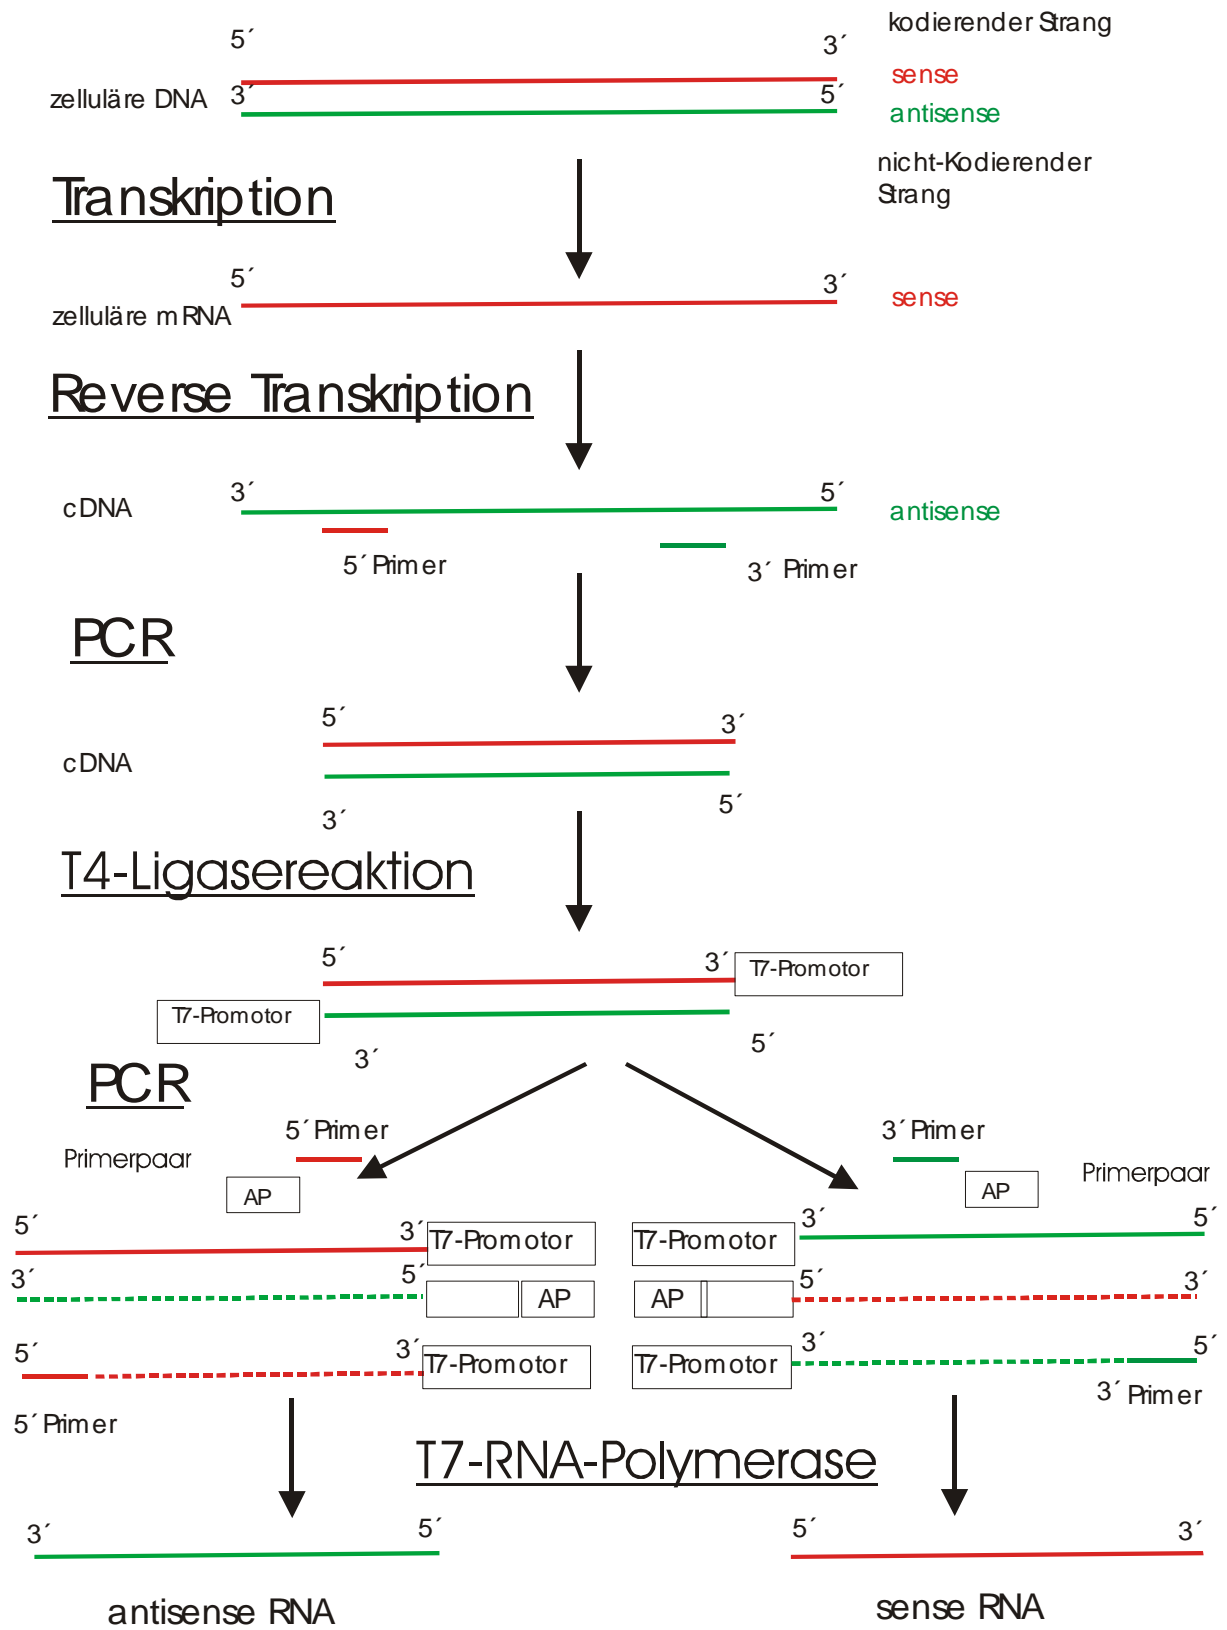 kodierender Strang
5´
3´
sense
zelluläre DNA
3´
5´
antisense
nicht-Kodierender
Strang
Transkription
5´
3´
sense
zelluläre mRNA
Reverse Transkription
3´
5´
cDNA
antisense
5´Primer
3´ Primer
PCR
5´
3´
cDNA
3´
5´
T4-Ligasereaktion
5´
3´
T7-Promotor
T7-Promotor
3´
5´
PCR
5´Primer
3´Primer
Primerpaar
AP
AP
Primerpaar
5´
3´
T7-Promotor
T7-Promotor
3´
5´
3´
5´
AP
AP
5´
3´
5´
3´
T7-Promotor
T7-Promotor
3´
5´
5´Primer
3´Primer
T7-RNA-Polymerase
3´
5´
5´
3´
antisense RNA
sense RNA